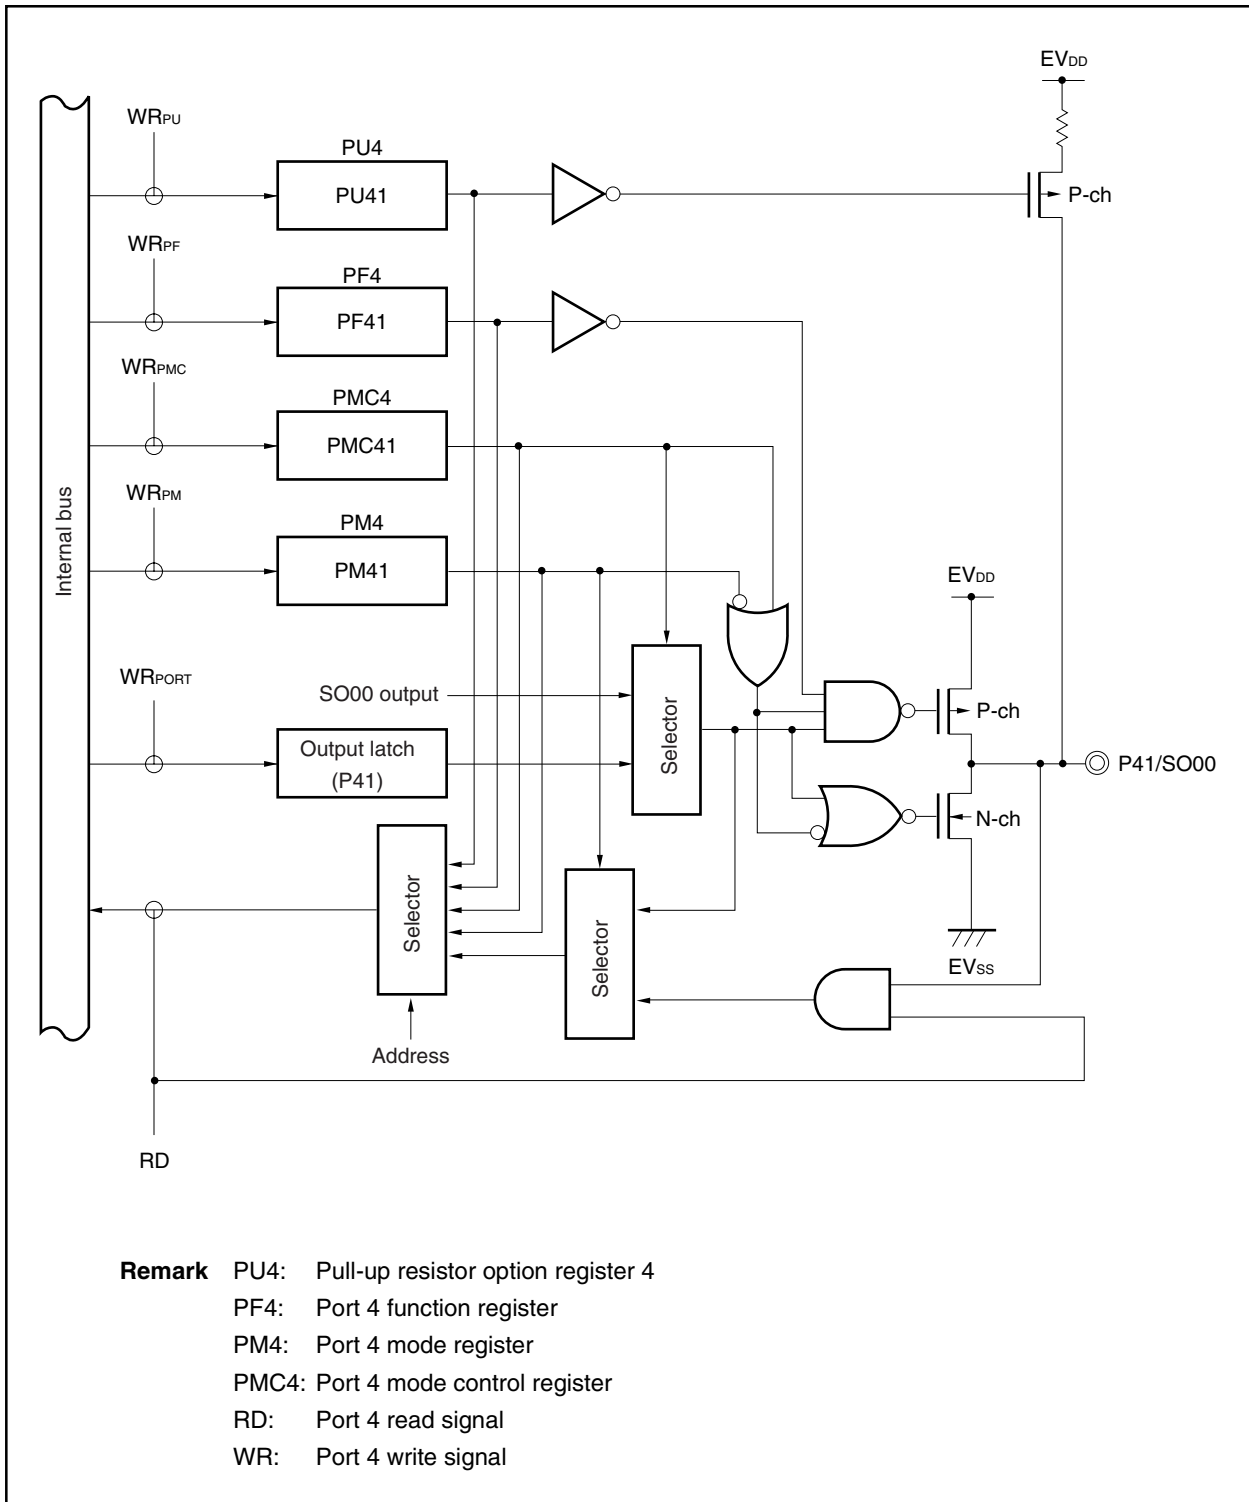 EVDD
WRPU
PU4
PU41
P-ch
WRPF
PF4
PF41
WRPMC
PMC4
PMC41
WRPM
PM4
PM41
Internal bus
EVDD
WRPORT
SO00 output
Selector
P-ch
Output latch
(P41)
P41/SO00
N-ch
Selector
Selector
EVSS
Address
RD
Remark PU4: Pull-up resistor option register 4
PF4: Port 4 function register
PM4: Port 4 mode register
PMC4: Port 4 mode control register
RD: Port 4 read signal
WR: Port 4 write signal